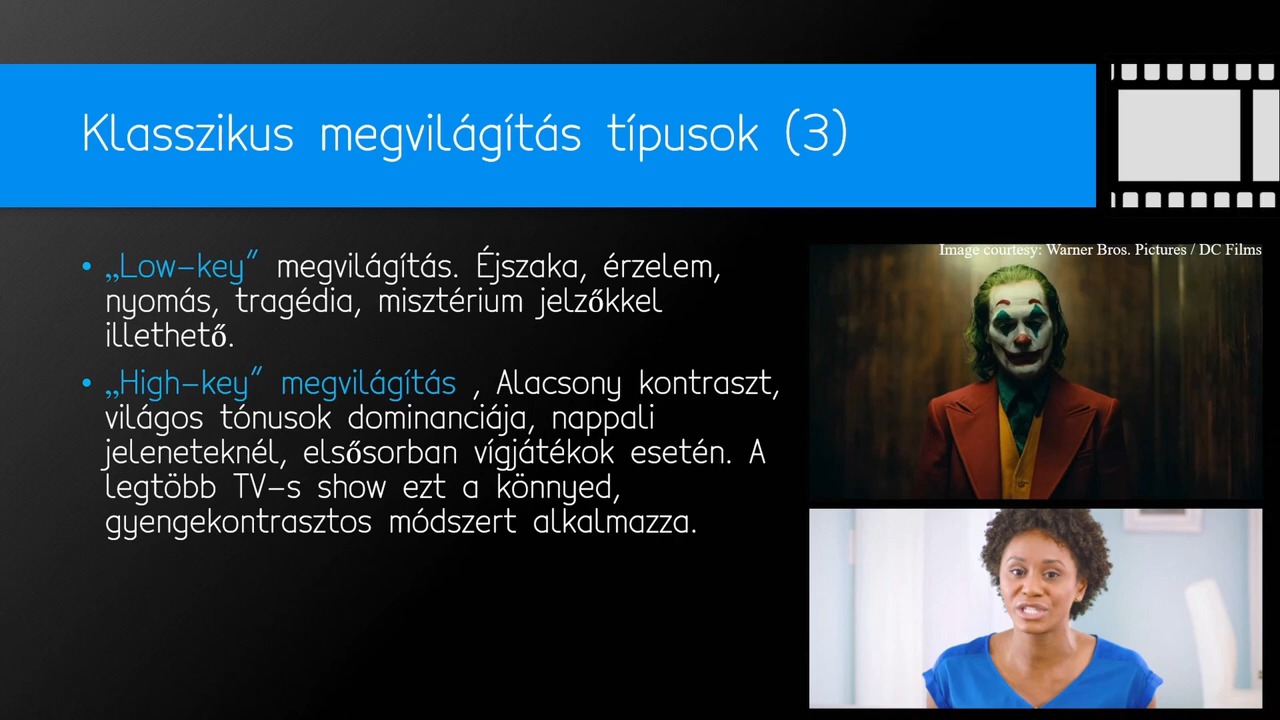 Klasszikus megvilágítás típusok (3)
• „Low-key” megvilágítás. Éjszaka, érzelem,
nyomás, tragédia, misztérium jelzőkkel
illethető.
• „High-key” megvilágítás , Alacsony kontraszt,
világos tónusok dominanciája, nappali
jeleneteknél, elsősorban vígjátékok esetén. A
legtöbb TV-s show ezt a könnyed,
gyengekontrasztos módszert alkalmazza.
Image courtesy: Warner Bros. Pictures / DC Films